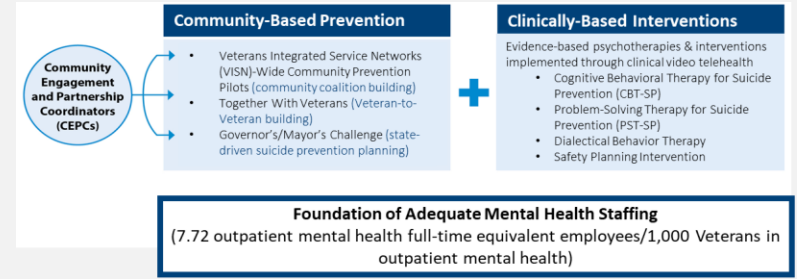 Community-Based Prevention
Clinically-Based Interventions
Community
Engagement
and Partnership
Coordinators
(CEPCs)
• Veterans Integrated Service Networks
(VISN)-Wide Community Prevention
Pilots (community coalition building)
• Together With Veterans (Veteran-to-
Veteran building)
• Governor's/Mayor's Challenge (state-
driven suicide prevention planning)
+
Evidence-based psychotherapies & interventions
implemented through clinical video telehealth
• Cognitive Behavioral Therapy for Suicide
Prevention (CBT-SP)
• Problem-Solving Therapy for Suicide
Prevention (PST-SP)
• Dialectical Behavior Therapy
• Safety Planning Intervention
Foundation of Adequate Mental Health Staffing
(7.72 outpatient mental health full-time equivalent employees/1,000 Veterans in
outpatient mental health)